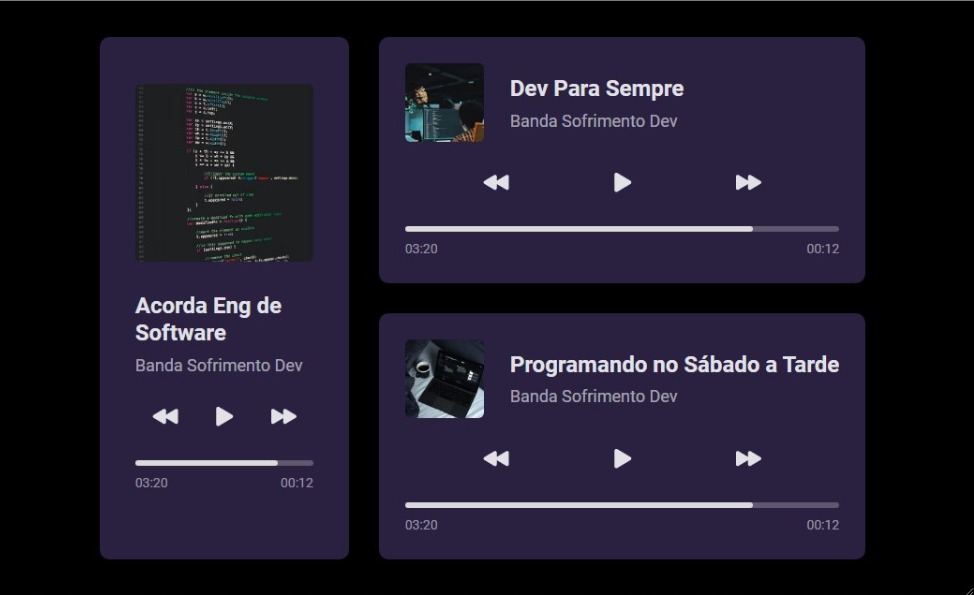 Acorda Eng de
Software
Banda Sofrimento Dev
03:20 00:12
Dev Para Sempre
Banda Sofrimento Dev
03:20 00:12
Programando no Sábado a Tarde
Banda Sofrimento Dev
03:20 00:12